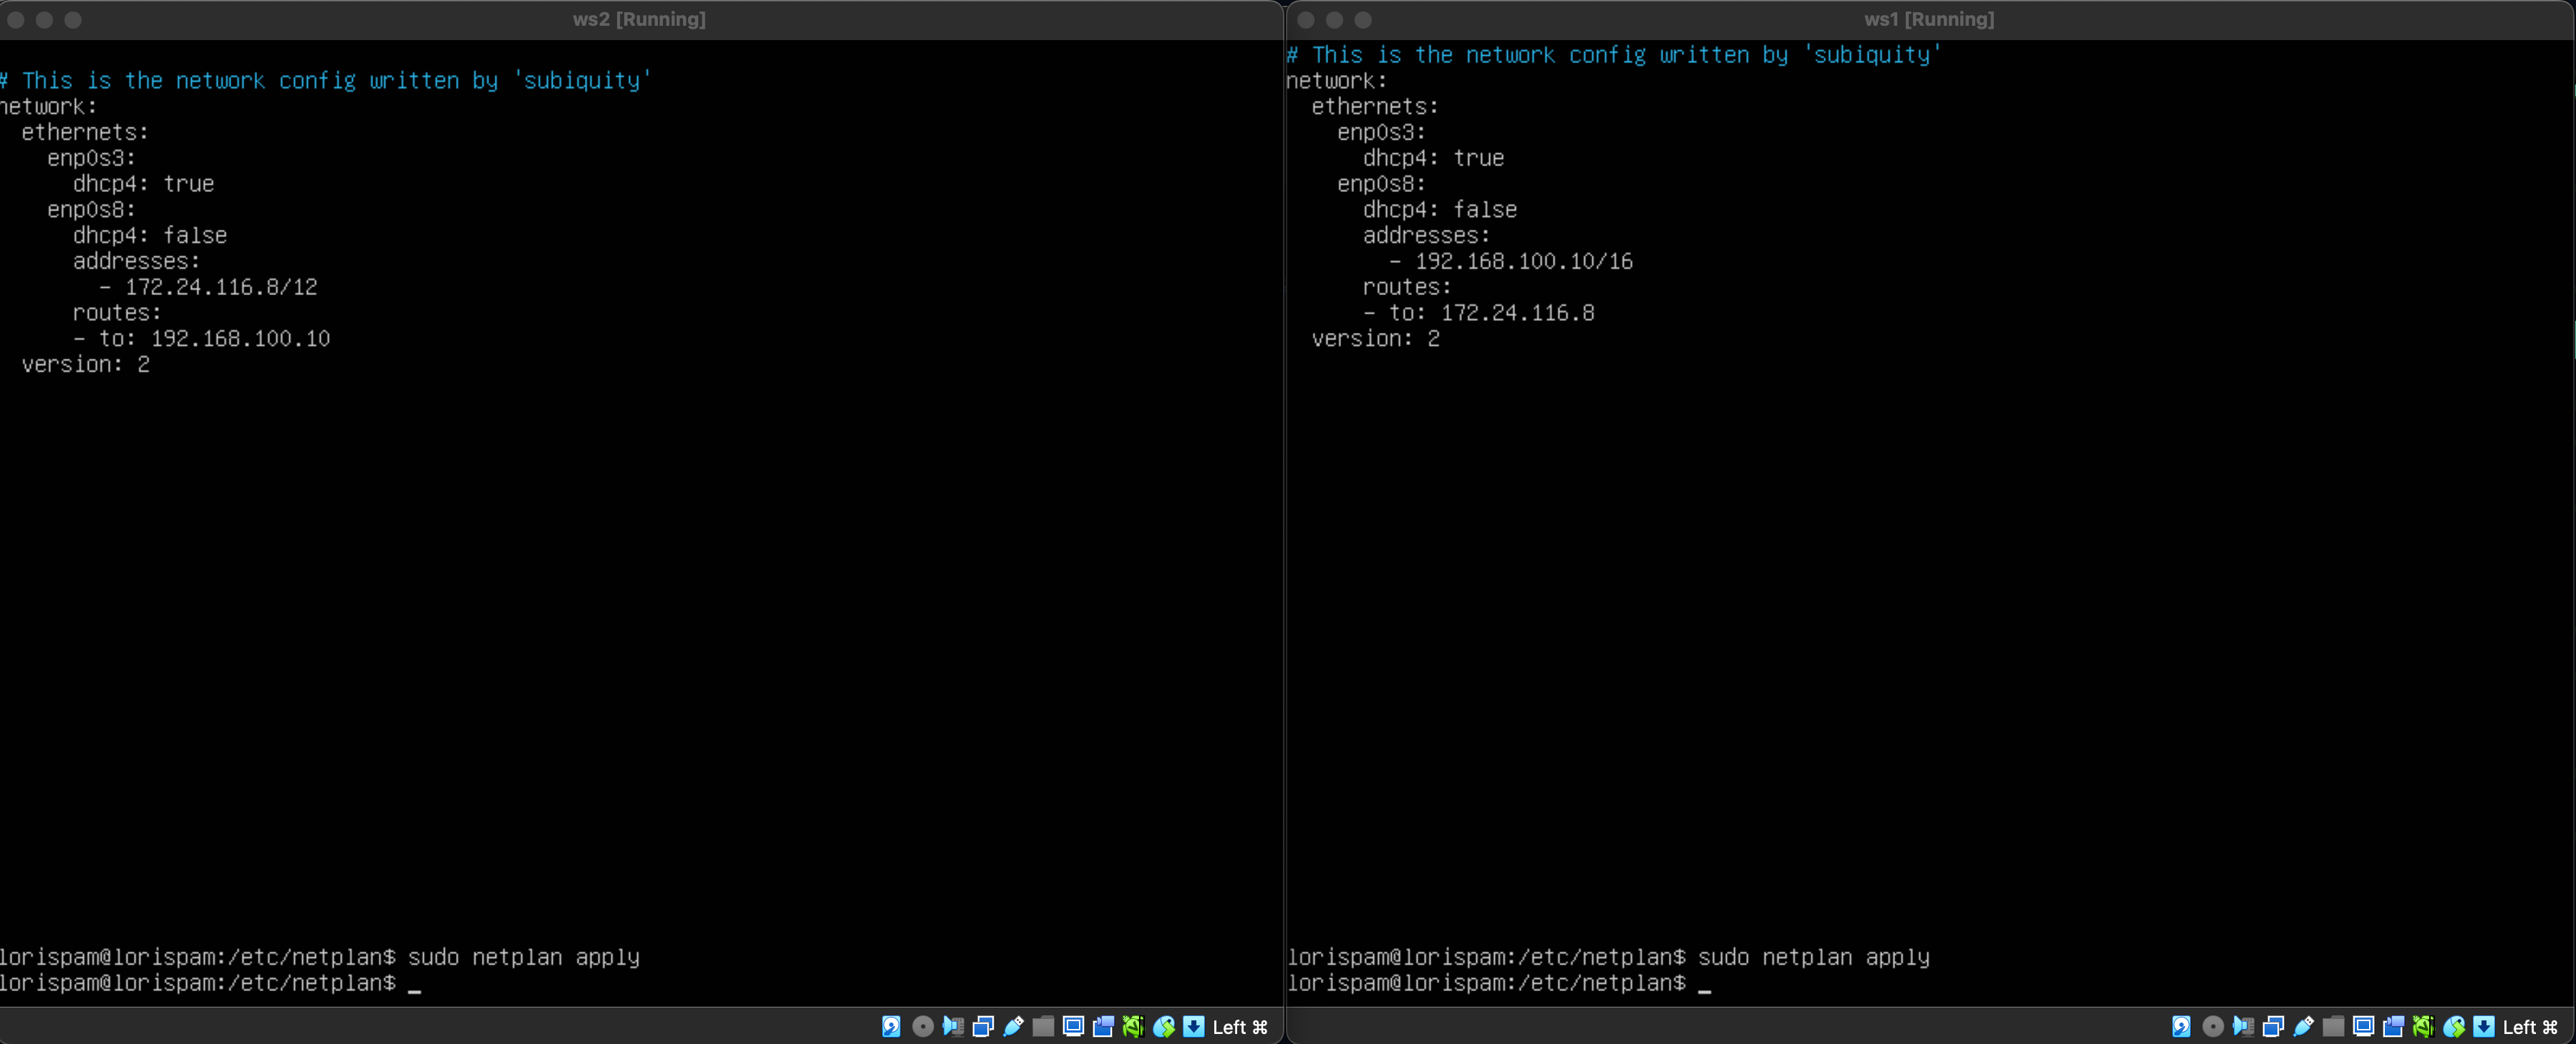 ws2 [Running]
# This is the network config written by 'subiquity'
network:
  ethernets:
    enp0s3:
      dhcp4: true
    enp0s8:
      dhcp4: false
      addresses:
        - 172.24.116.8/12
      routes:
      - to: 192.168.100.10
  version: 2
lorispam@lorispam:/etc/netplan$ sudo netplan apply
lorispam@lorispam:/etc/netplan$ _
Left ⌘
ws1 [Running]
# This is the network config written by 'subiquity'
network:
  ethernets:
    enp0s3:
      dhcp4: true
    enp0s8:
      dhcp4: false
      addresses:
        - 192.168.100.10/16
      routes:
      - to: 172.24.116.8
  version: 2
lorispam@lorispam:/etc/netplan$ sudo netplan apply
lorispam@lorispam:/etc/netplan$ _
Left ⌘